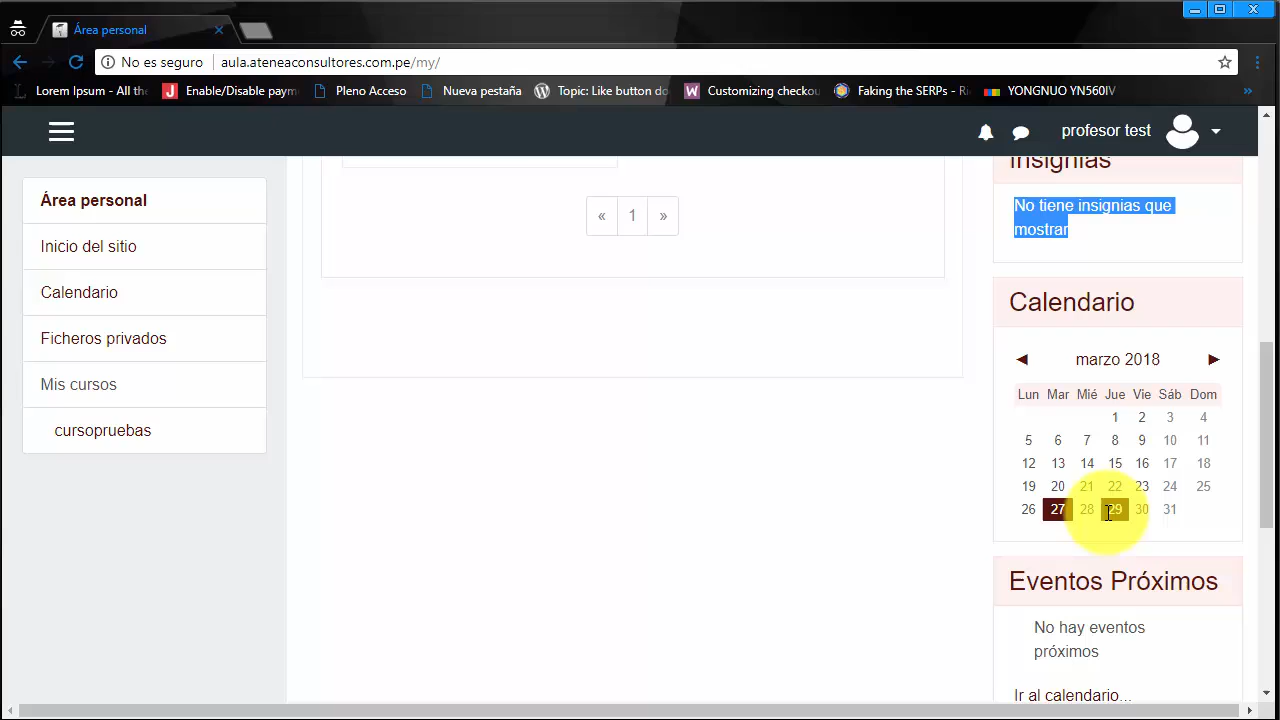 Área personal
No es seguro aula.ateneaconsultores.com.pe/my/
Lorem Ipsum - All the Enable/Disable paym Pleno Acceso Nueva pestaña Topic: Like button do Customizing checkou Faking the SERPs - Ri YONGNUO YN560IV »
profesor test
Área personal
Inicio del sitio
Calendario
Ficheros privados
Mis cursos
cursopruebas
« 1 »
Insignias
No tiene insignias que
mostrar
Calendario
◄ marzo 2018 ►
Lun Mar Mié Jue Vie Sáb Dom
1 2 3 4
5 6 7 8 9 10 11
12 13 14 15 16 17 18
19 20 21 22 23 24 25
26 27 28 29 30 31
Eventos Próximos
No hay eventos
próximos
Ir al calendario...